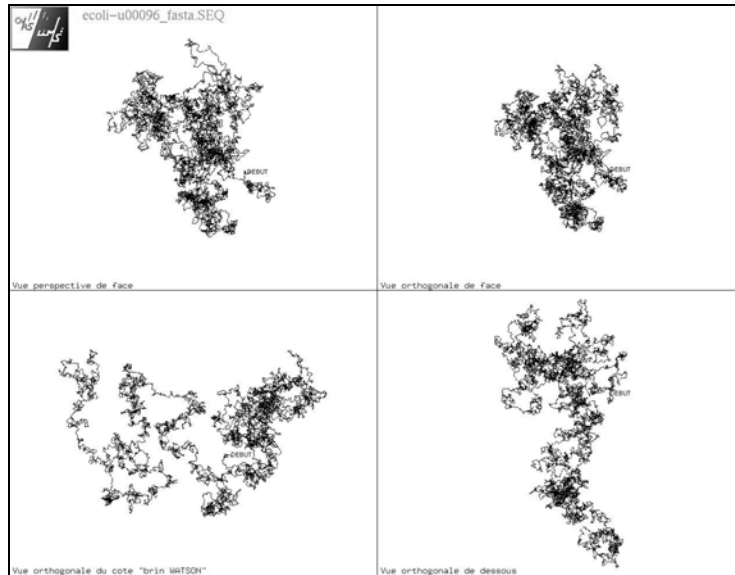 ecoli-u00096_fasta.SEQ
DEBUT
DEBUT
Vue perspective de face
Vue orthogonale de face
DEBUT
EBUT
Vue orthogonale du cote "brin WATSON"
Vue orthogonale de dessous